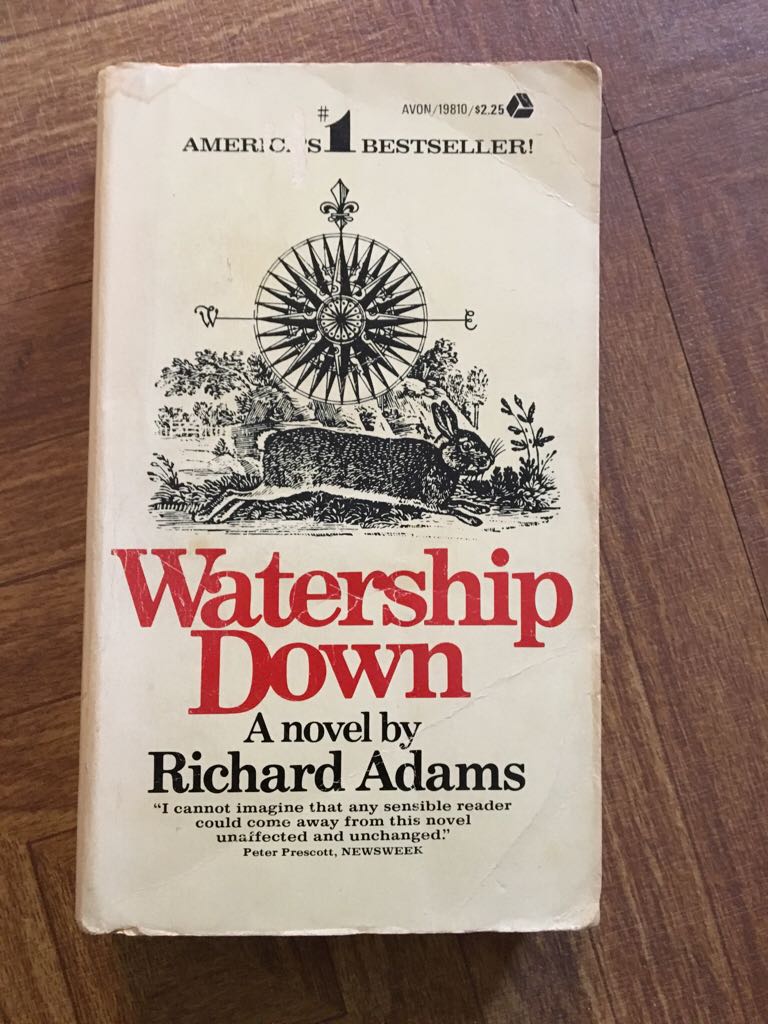 AVON/19810/$2.25
AMERICA'S #1 BESTSELLER!
W E
Watership
Down
A novel by
Richard Adams
“I cannot imagine that any sensible reader
could come away from this novel
unaffected and unchanged.”
Peter Prescott, NEWSWEEK